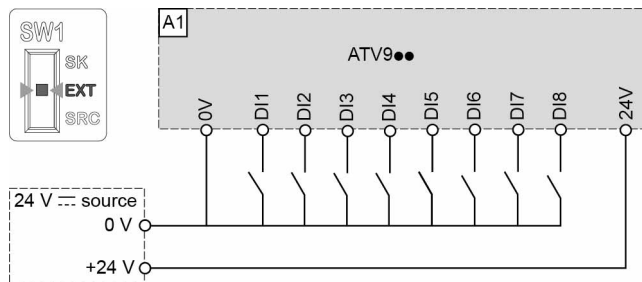 SW1
SK
EXT
SRC
A1
ATV9●●
0V
DI1
DI2
DI3
DI4
DI5
DI6
DI7
DI8
24V
24 V ⎓ source
0 V
+24 V